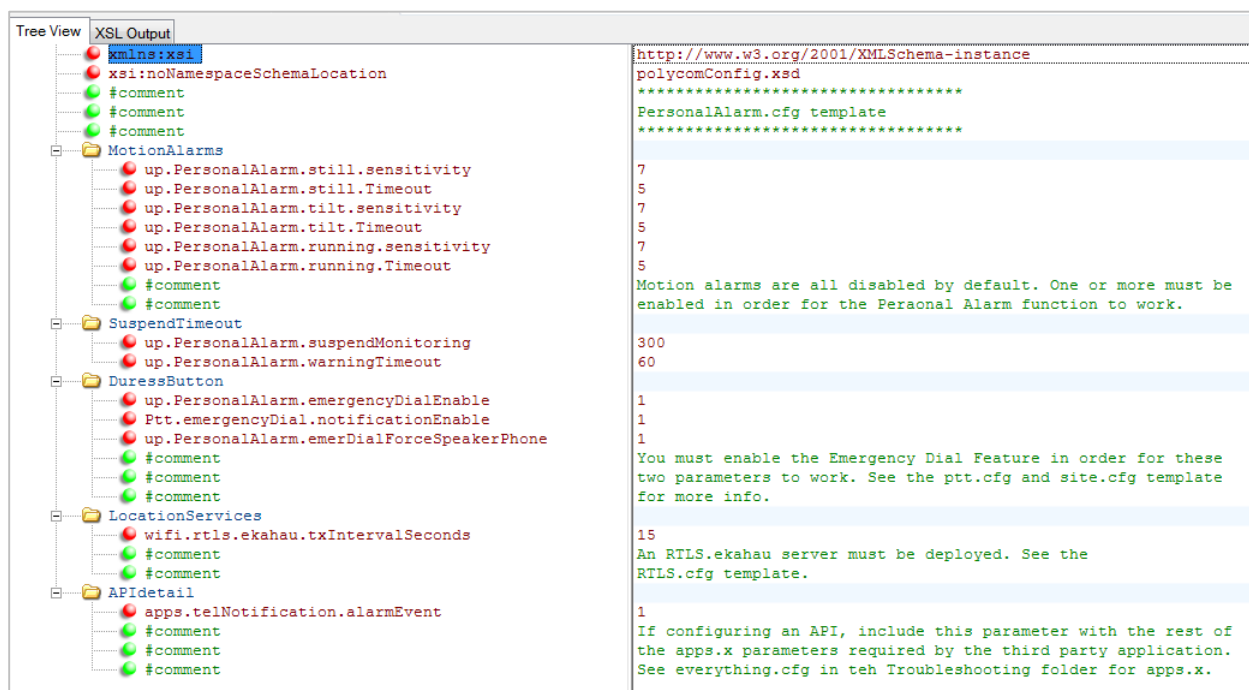 Tree View XSL Output
xmlns:xsi http://www.w3.org/2001/XMLSchema-instance
xsi:noNamespaceSchemaLocation polycomConfig.xsd
#comment **********************************
#comment PersonalAlarm.cfg template
#comment **********************************
MotionAlarms
up.PersonalAlarm.still.sensitivity 7
up.PersonalAlarm.still.Timeout 5
up.PersonalAlarm.tilt.sensitivity 7
up.PersonalAlarm.tilt.Timeout 5
up.PersonalAlarm.running.sensitivity 7
up.PersonalAlarm.running.Timeout 5
#comment Motion alarms are all disabled by default. One or more must be
#comment enabled in order for the Peraonal Alarm function to work.
SuspendTimeout
up.PersonalAlarm.suspendMonitoring 300
up.PersonalAlarm.warningTimeout 60
DuressButton
up.PersonalAlarm.emergencyDialEnable 1
Ptt.emergencyDial.notificationEnable 1
up.PersonalAlarm.emerDialForceSpeakerPhone 1
#comment You must enable the Emergency Dial Feature in order for these
#comment two parameters to work. See the ptt.cfg and site.cfg template
#comment for more info.
LocationServices
wifi.rtls.ekahau.txIntervalSeconds 15
#comment An RTLS.ekahau server must be deployed. See the
#comment RTLS.cfg template.
APIdetail
apps.telNotification.alarmEvent 1
#comment If configuring an API, include this parameter with the rest of
#comment the apps.x parameters required by the third party application.
#comment See everything.cfg in teh Troubleshooting folder for apps.x.